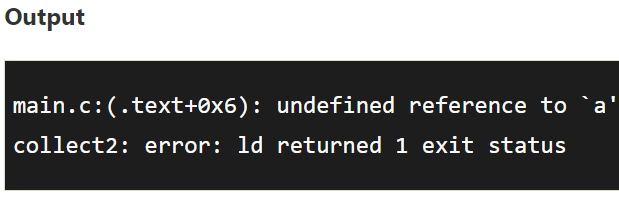 Output
main.c:(.text+0x6): undefined reference to `a'
collect2: error: ld returned 1 exit status